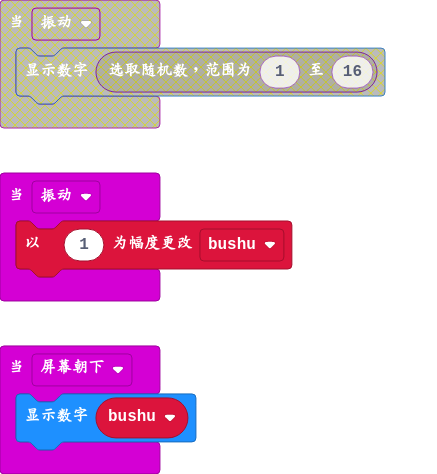 当 振动
显示数字 选取随机数，范围为 1 至 16
当 振动
以 1 为幅度更改 bushu
当 屏幕朝下
显示数字 bushu